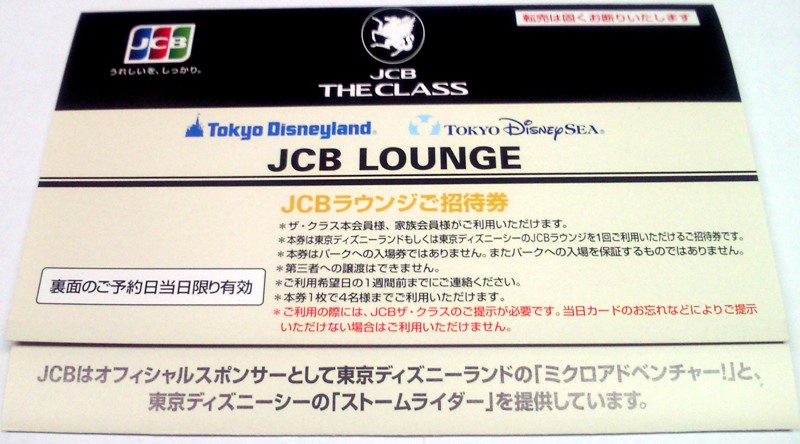 JCB
うれしいを、しっかり。
JCB
THE CLASS
転売は固くお断りいたします
Tokyo Disneyland® TOKYO DISNEYSEA®
JCB LOUNGE
JCBラウンジご招待券
*ザ・クラス本会員様、家族会員様がご利用いただけます。
*本券は東京ディズニーランドもしくは東京ディズニーシーのJCBラウンジを1回ご利用いただけるご招待券です。
*本券はパークへの入場券ではありません。またパークへの入場を保証するものではありません。
*第三者への譲渡はできません。
*ご利用希望日の1週間前までにご連絡ください。
*本券1枚で4名様までご利用いただけます。
*ご利用の際には、JCBザ・クラスのご提示が必要です。当日カードのお忘れなどによりご提示
いただけない場合はご利用いただけません。
裏面のご予約日当日限り有効
JCBはオフィシャルスポンサーとして東京ディズニーランドの「ミクロアドベンチャー!」と、
東京ディズニーシーの「ストームライダー」を提供しています。